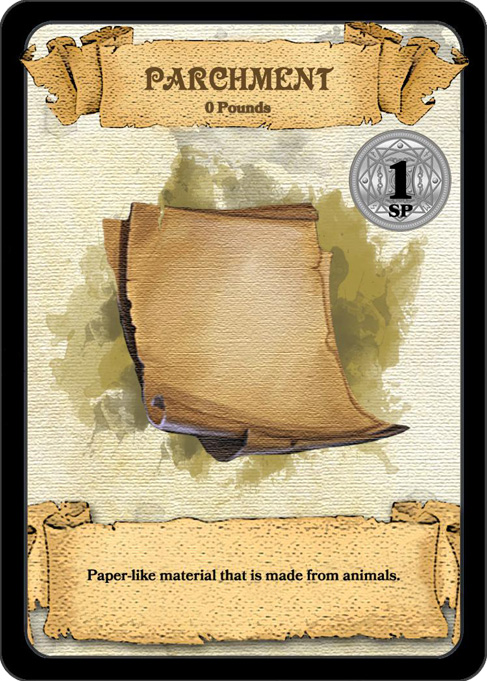 PARCHMENT
0 Pounds
1
SP
Paper-like material that is made from animals.